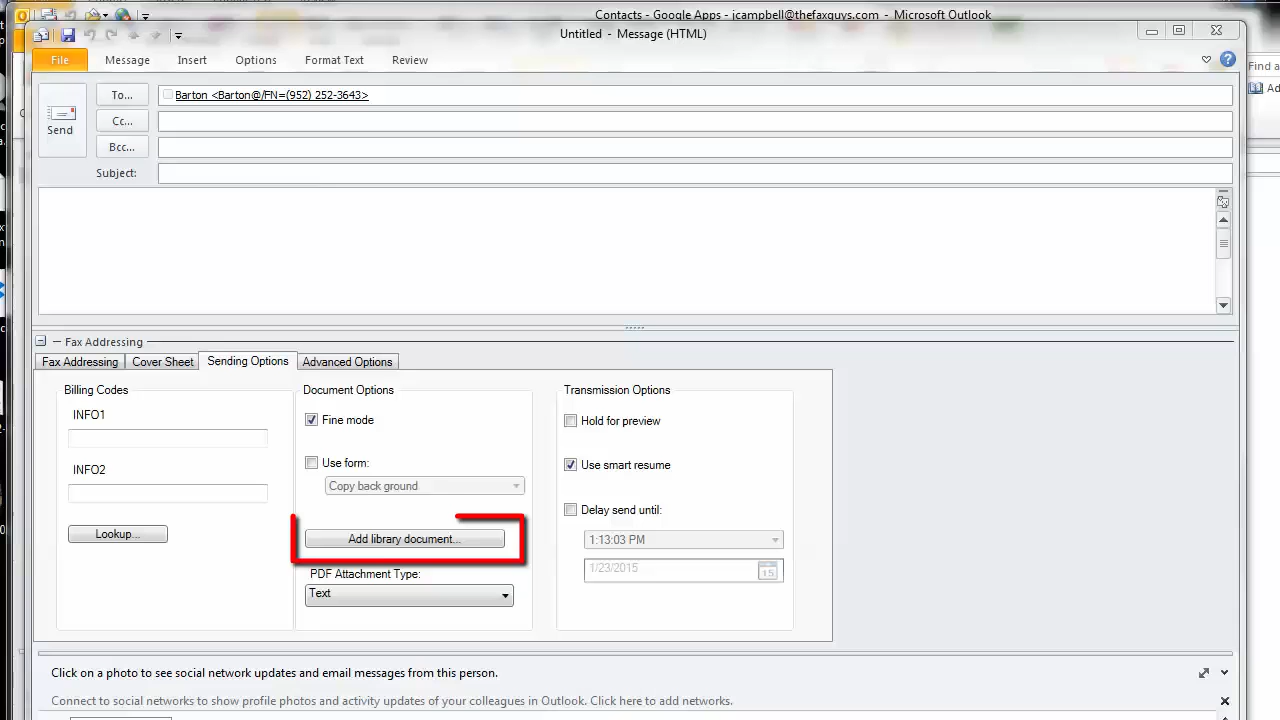 Contacts - Google Apps - jcampbell@thefaxguys.com - Microsoft Outlook
Untitled - Message (HTML)
File Message Insert Options Format Text Review
Find a
To... Barton <Barton@/FN=(952) 252-3643>
Ad
Send
Cc...
Bcc...
Subject:
Fax Addressing
Fax Addressing Cover Sheet Sending Options Advanced Options
Billing Codes Document Options Transmission Options
INFO1
Fine mode Hold for preview
Use form: Use smart resume
INFO2
Copy back ground
Delay send until:
Lookup...
Add library document... 1:13:03 PM
1/23/2015 15
PDF Attachment Type:
Text
Click on a photo to see social network updates and email messages from this person.
Connect to social networks to show profile photos and activity updates of your colleagues in Outlook. Click here to add networks.